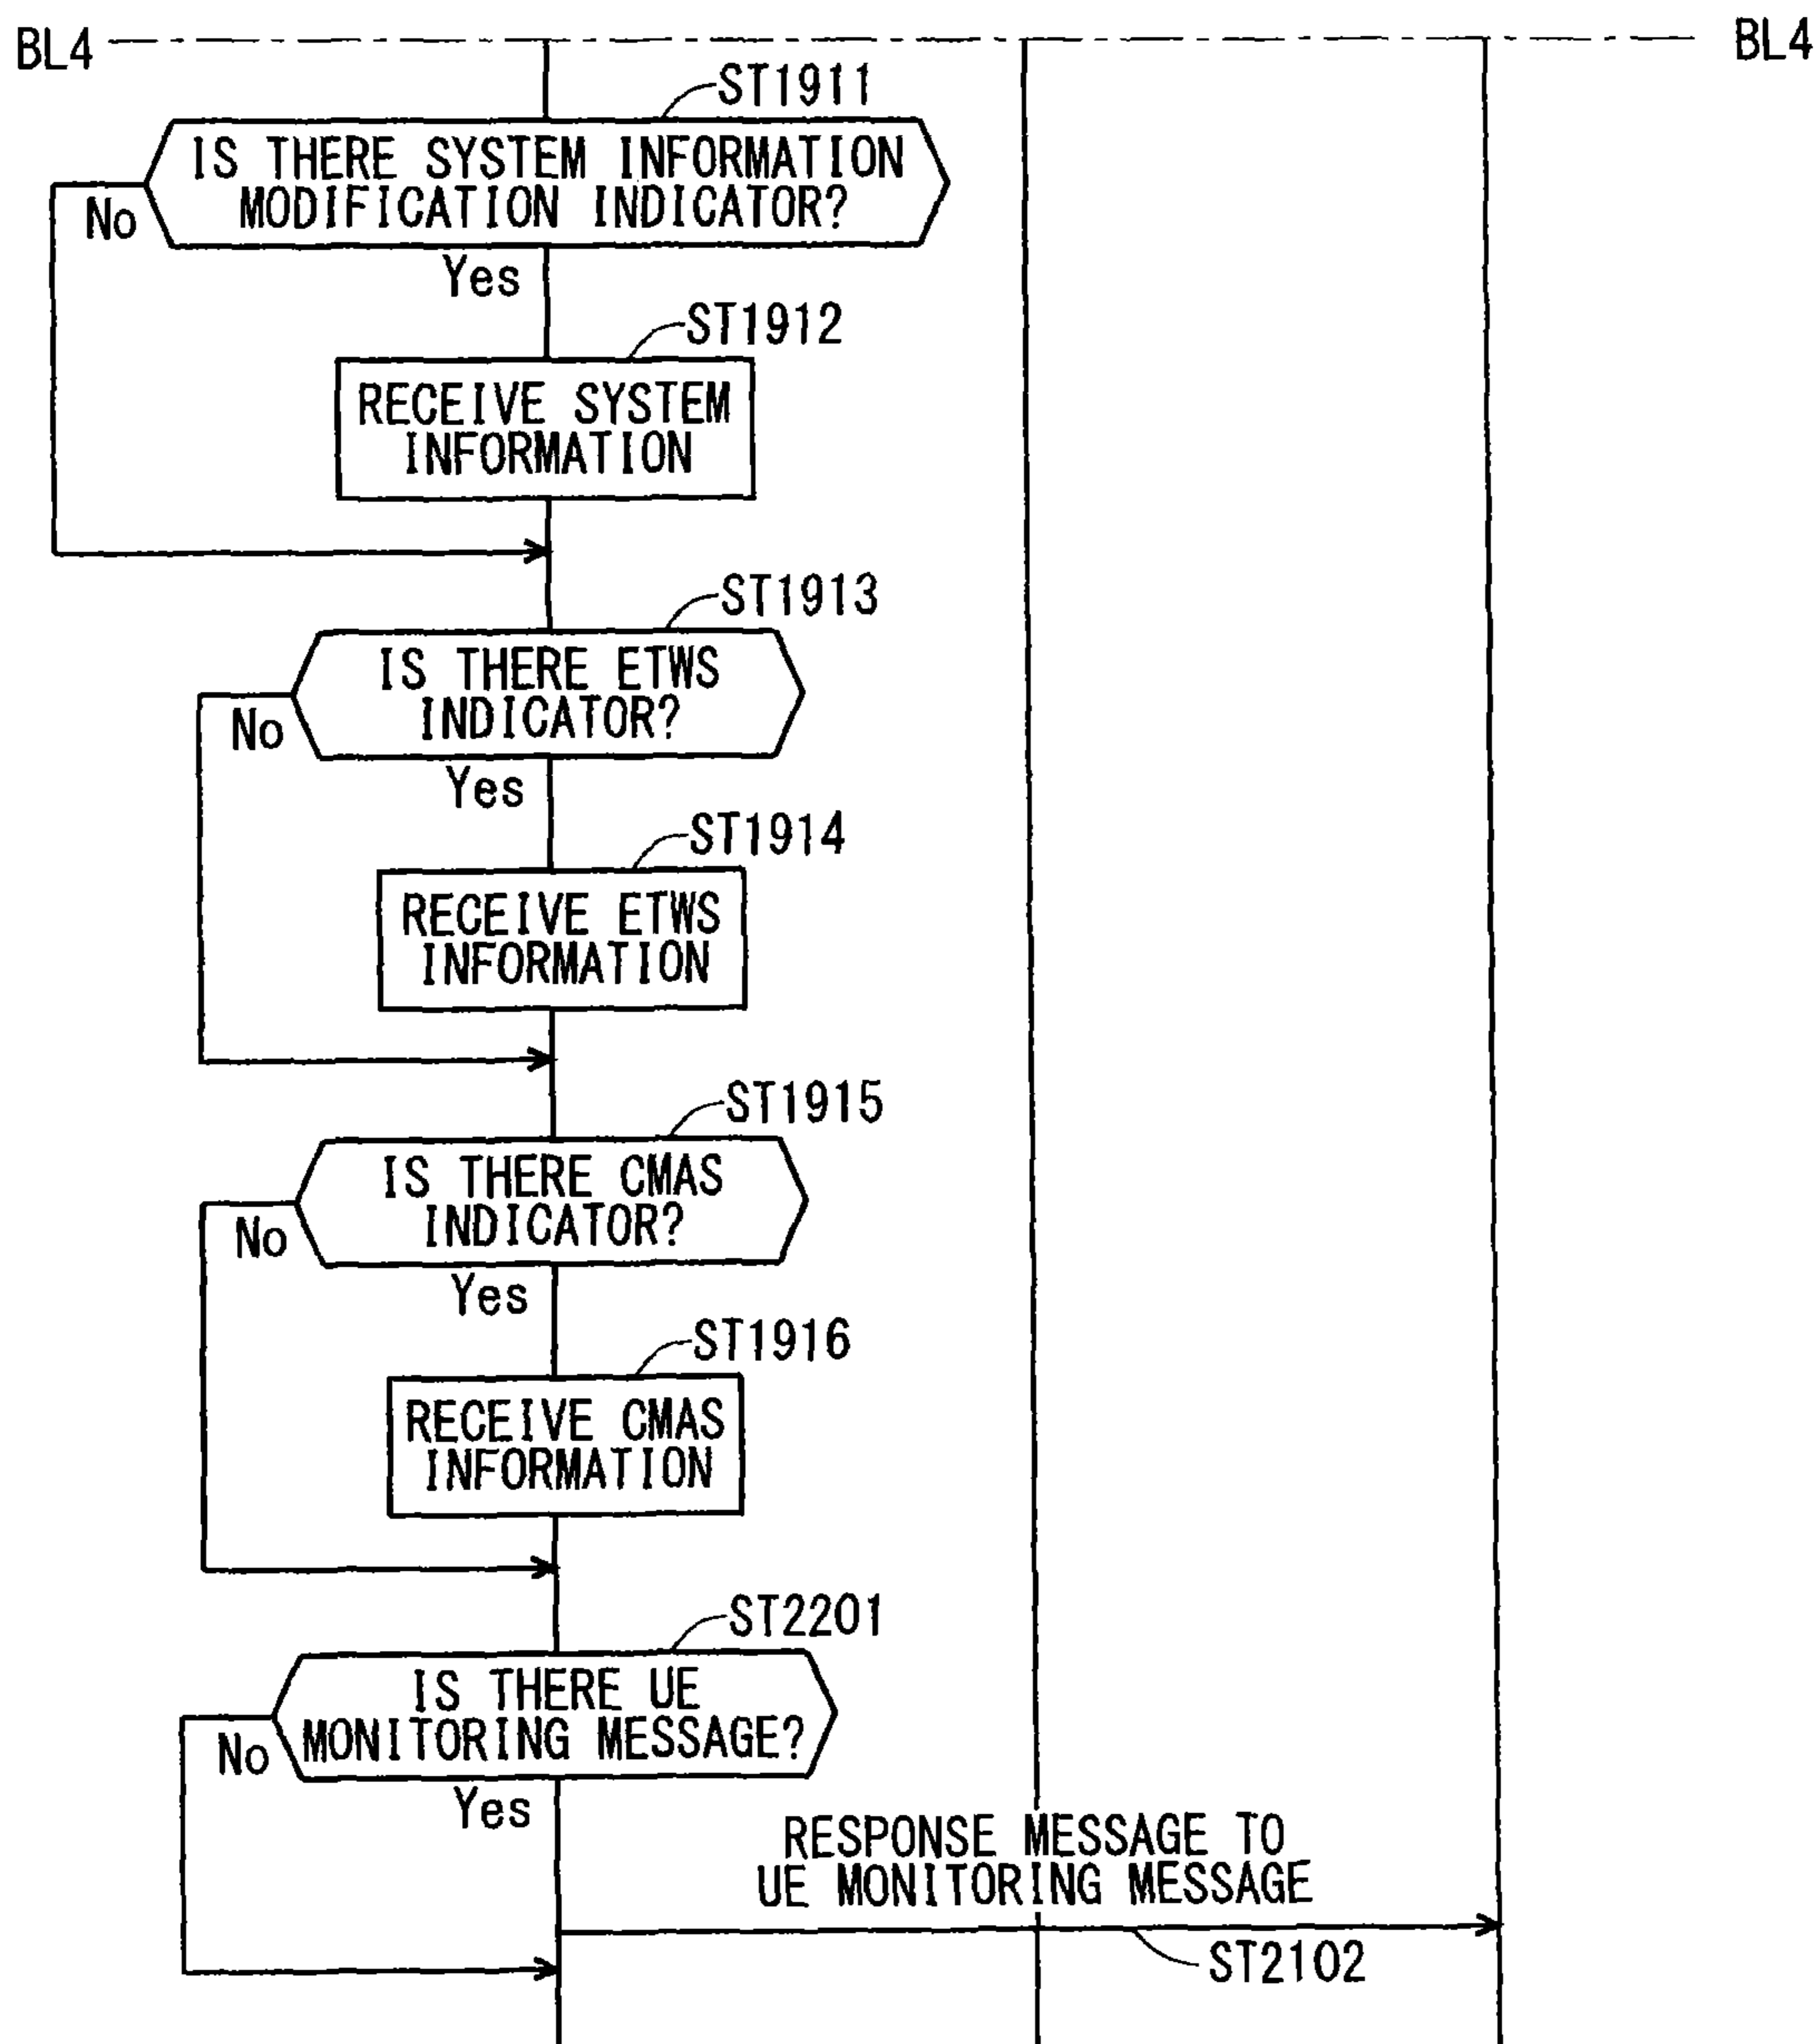 BL4
BL4
ST1911
IS THERE SYSTEM INFORMATION
MODIFICATION INDICATOR?
No
Yes
ST1912
RECEIVE SYSTEM
INFORMATION
ST1913
IS THERE ETWS
INDICATOR?
No
Yes
ST1914
RECEIVE ETWS
INFORMATION
ST1915
IS THERE CMAS
INDICATOR?
No
Yes
ST1916
RECEIVE CMAS
INFORMATION
ST2201
IS THERE UE
MONITORING MESSAGE?
No
Yes
RESPONSE MESSAGE TO
UE MONITORING MESSAGE
ST2102